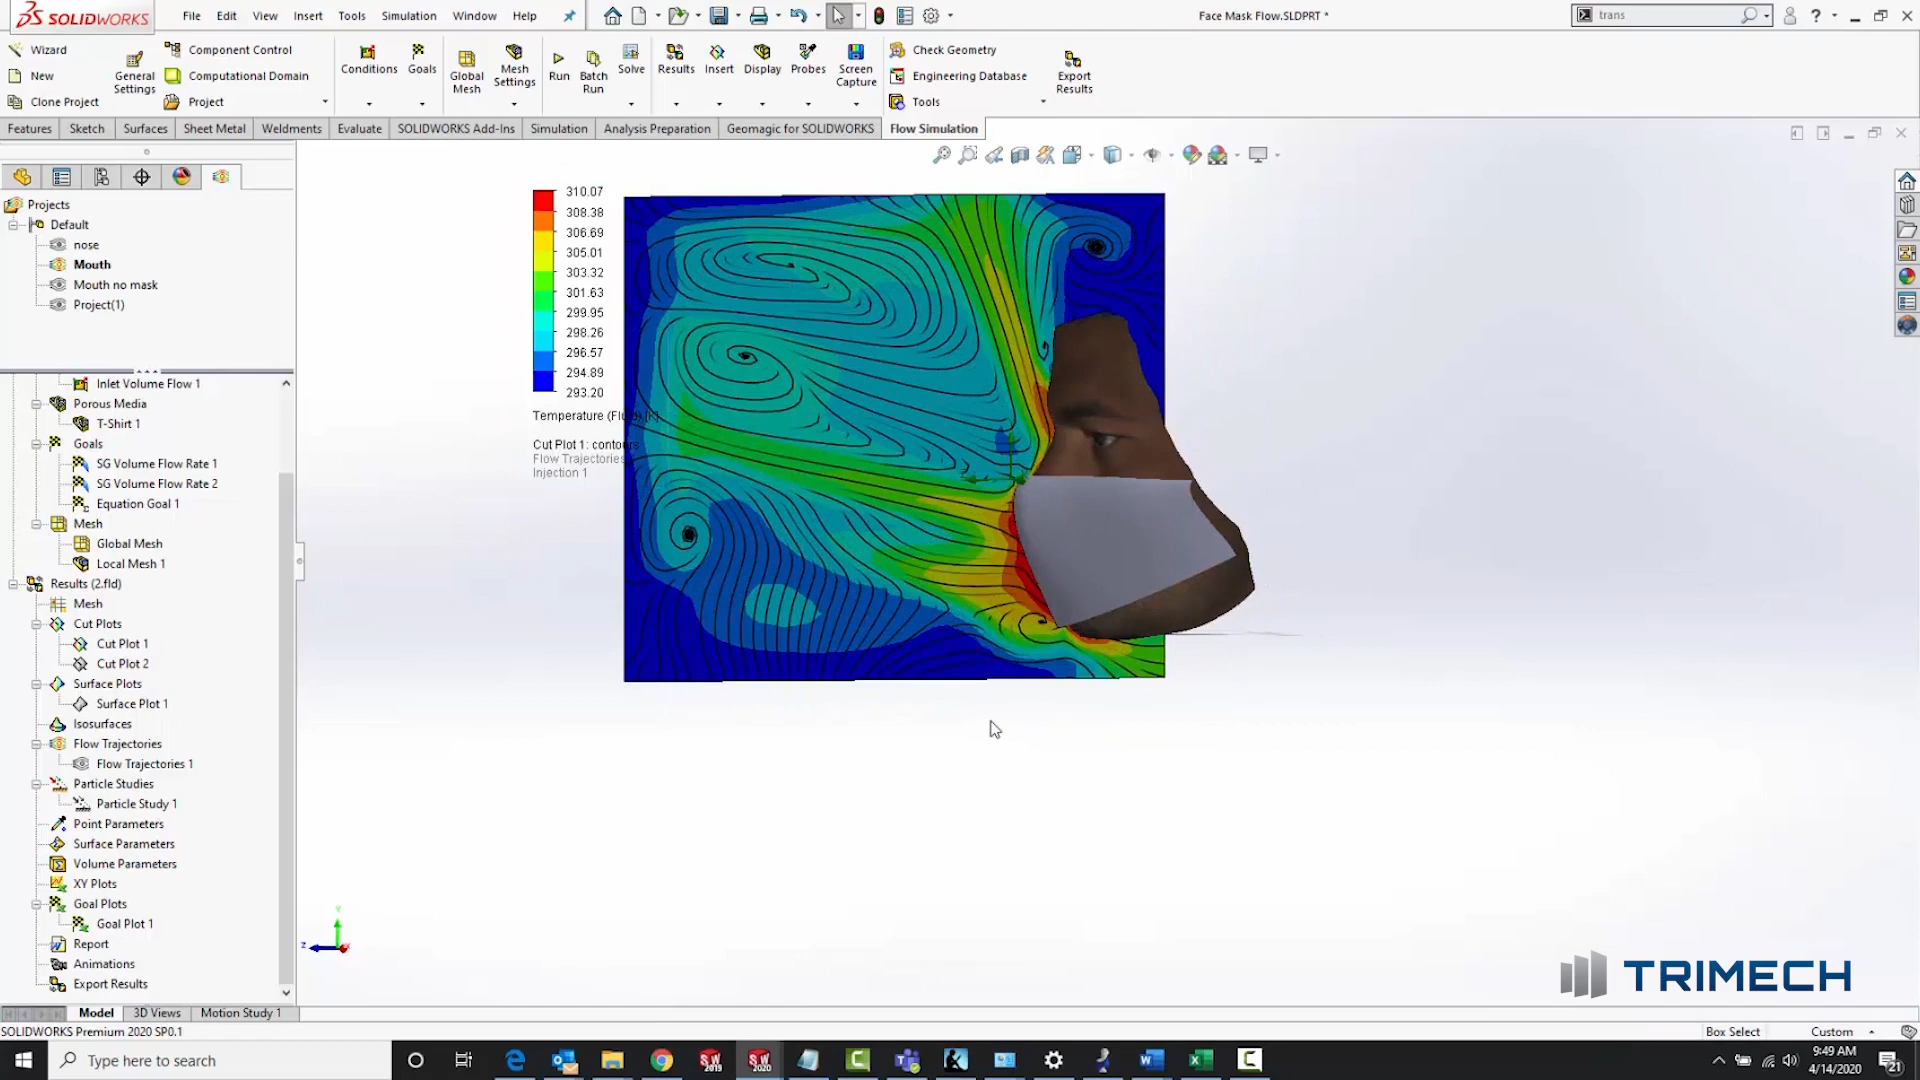 SOLIDWORKS
File Edit View Insert Tools Simulation Window Help
Face Mask Flow.SLDPRT *
trans
Wizard
New
Clone Project
General Settings
Component Control
Computational Domain
Project
Conditions
Goals
Global Mesh
Mesh Settings
Run
Batch Run
Solve
Results
Insert
Display
Probes
Screen Capture
Check Geometry
Engineering Database
Tools
Export Results
Features Sketch Surfaces Sheet Metal Weldments Evaluate SOLIDWORKS Add-Ins Simulation Analysis Preparation Geomagic for SOLIDWORKS Flow Simulation
Projects
Default
nose
Mouth
Mouth no mask
Project(1)
Inlet Volume Flow 1
Porous Media
T-Shirt 1
Goals
SG Volume Flow Rate 1
SG Volume Flow Rate 2
Equation Goal 1
Mesh
Global Mesh
Local Mesh 1
Results (2.fld)
Mesh
Cut Plots
Cut Plot 1
Cut Plot 2
Surface Plots
Surface Plot 1
Isosurfaces
Flow Trajectories
Flow Trajectories 1
Particle Studies
Particle Study 1
Point Parameters
Surface Parameters
Volume Parameters
XY Plots
Goal Plots
Goal Plot 1
Report
Animations
Export Results
310.07
308.38
306.69
305.01
303.32
301.63
299.95
298.26
296.57
294.89
293.20
Temperature (Fluid) [K]
Cut Plot 1: contours
Flow Trajectories
Injection 1
Y
Z
TRIMECH
Model 3D Views Motion Study 1
SOLIDWORKS Premium 2020 SP0.1
Box Select
Custom
Type here to search
SW 2019
SW 2020
9:49 AM
4/14/2020
21